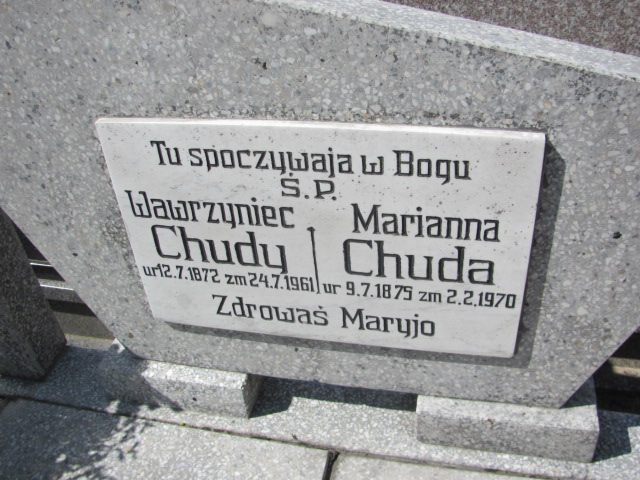 Tu spoczywaja w Bogu
Ś.P.
Wawrzyniec
Chudy
ur12.7.1872 zm24.7.1961
Marianna
Chuda
ur 9.7.1875 zm 2.2.1970
Zdrowaś Maryjo